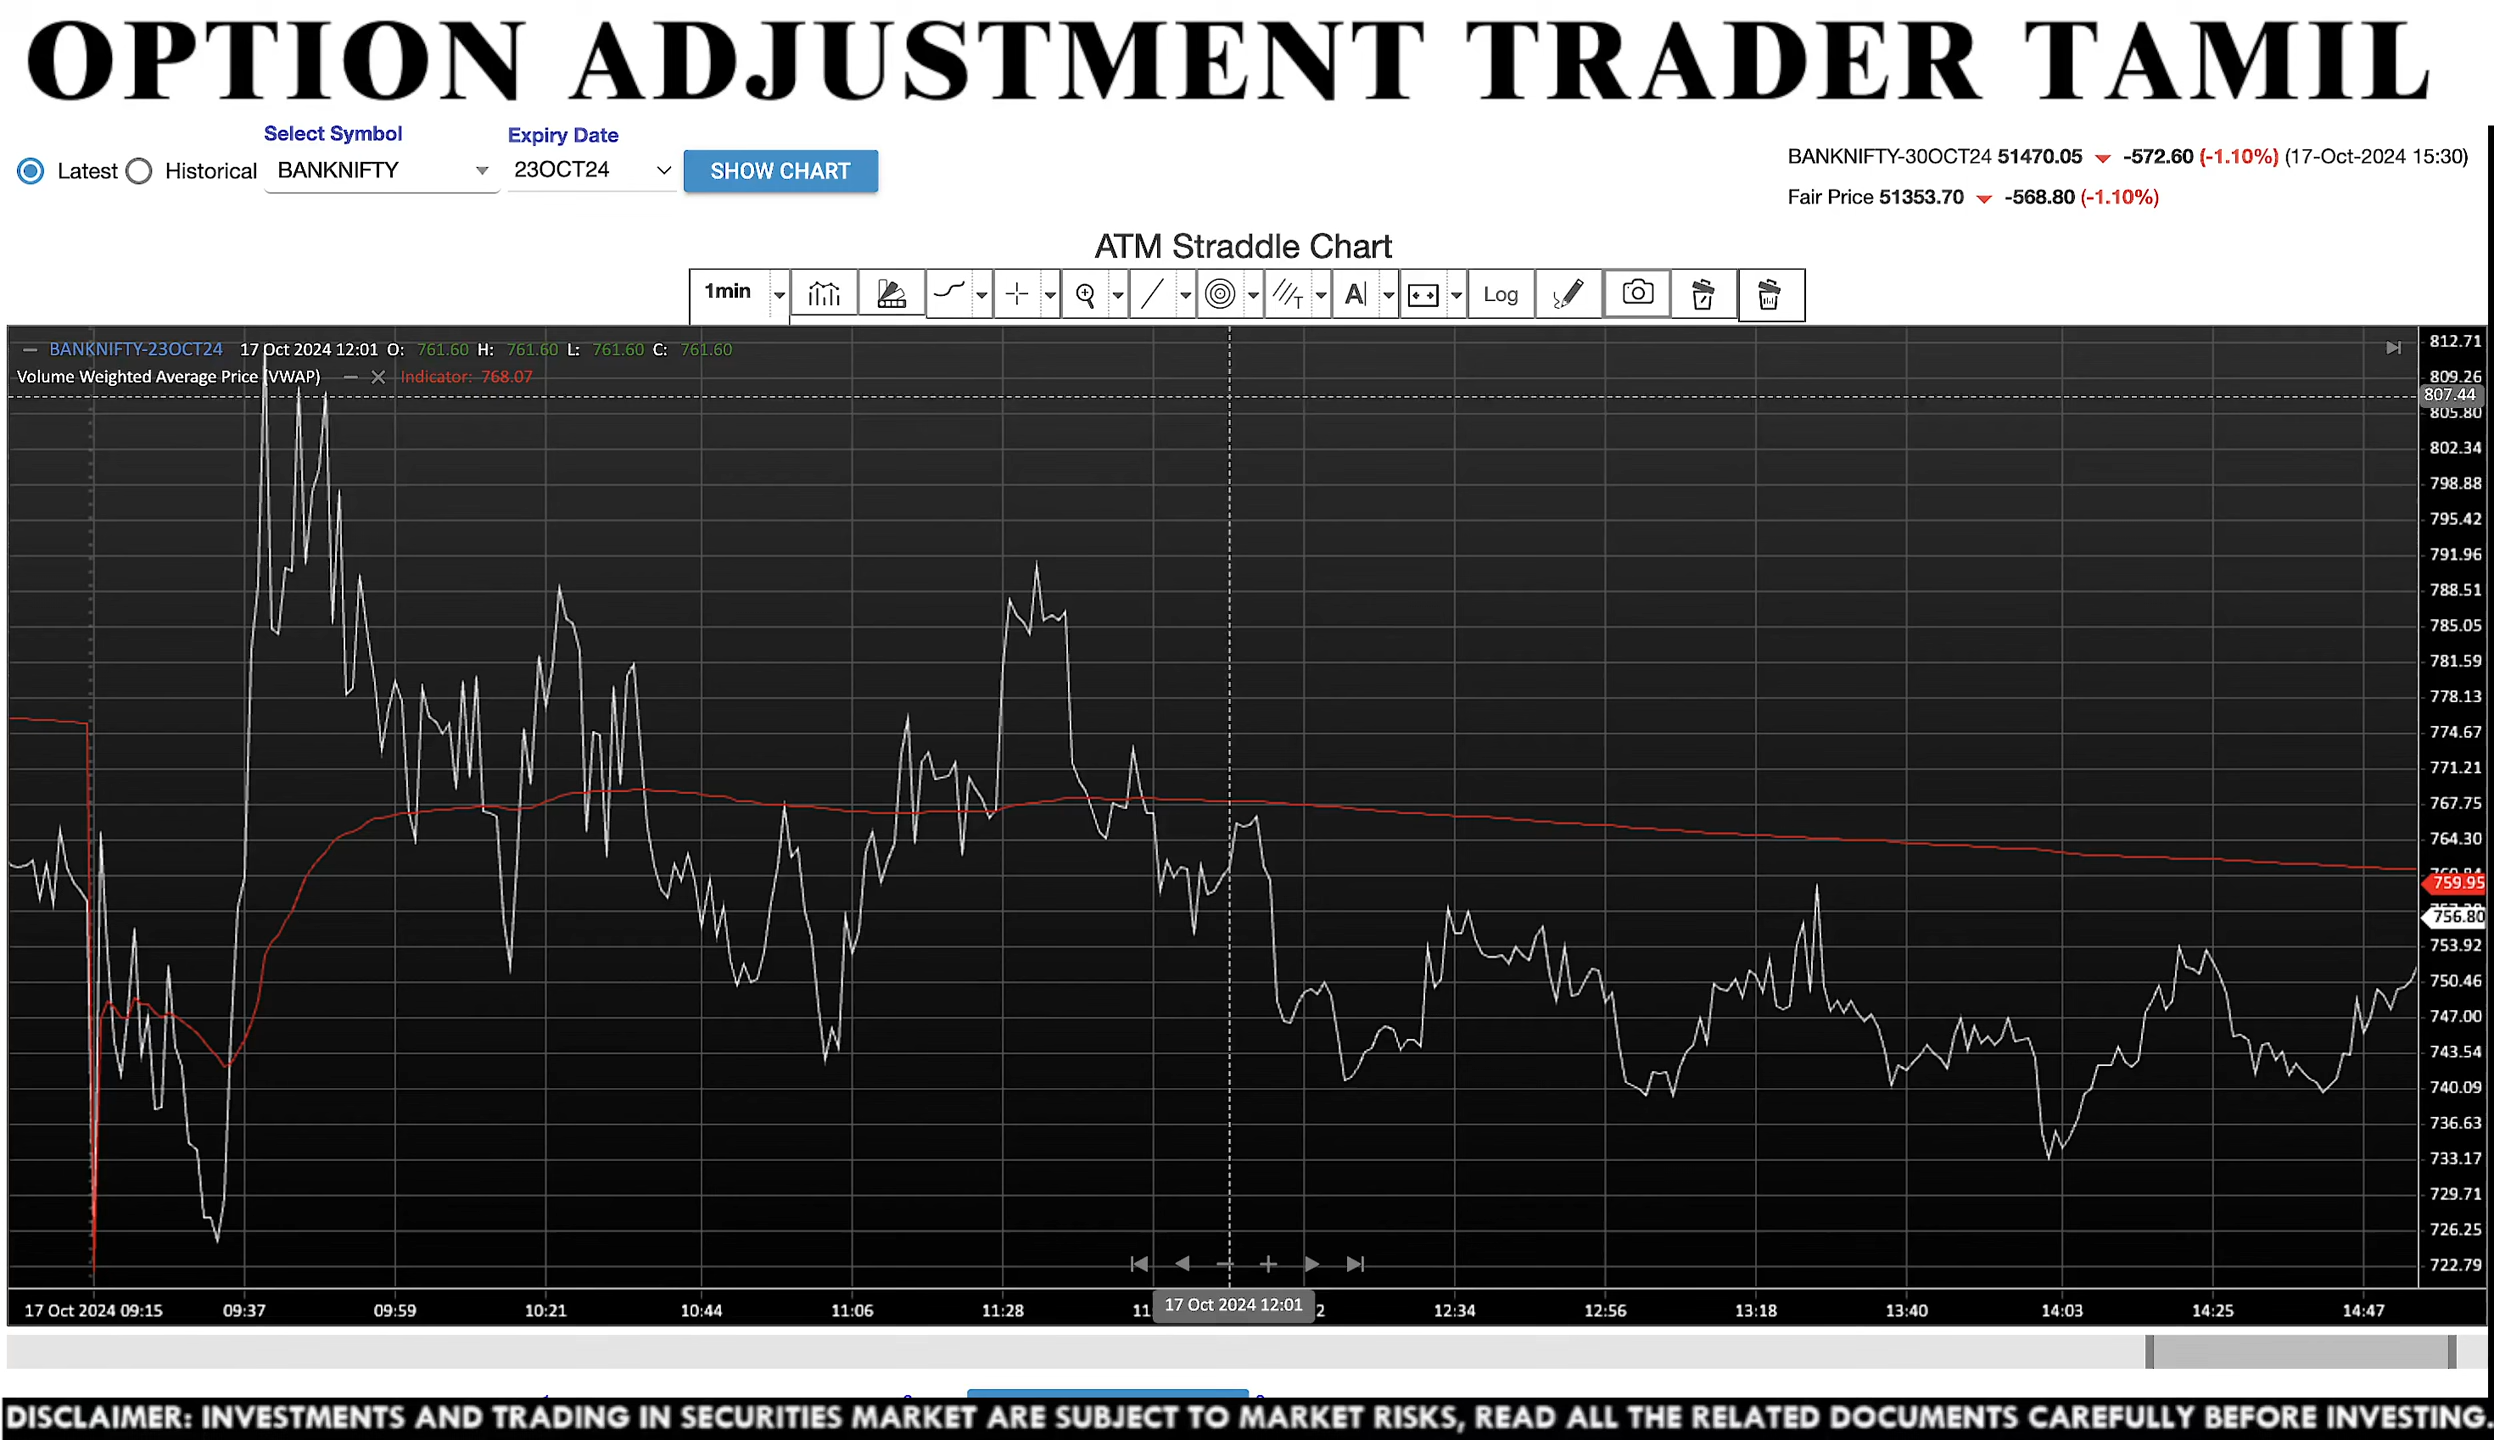 OPTION ADJUSTMENT TRADER TAMIL
Select Symbol
Expiry Date
Latest
Historical
BANKNIFTY
23OCT24
SHOW CHART
BANKNIFTY-30OCT24 51470.05 -572.60 (-1.10%) (17-Oct-2024 15:30)
Fair Price 51353.70 -568.80 (-1.10%)
ATM Straddle Chart
1min
A
T
Log
BANKNIFTY-23OCT24 17 Oct 2024 12:01 O: 761.60 H: 761.60 L: 761.60 C: 761.60
Volume Weighted Average Price (VWAP) Indicator: 768.07
812.71
809.26
807.44
805.80
802.34
798.88
795.42
791.96
788.51
785.05
781.59
778.13
774.67
771.21
767.75
764.30
759.95
756.80
753.92
750.46
747.00
743.54
740.09
736.63
733.17
729.71
726.25
722.79
17 Oct 2024 09:15 09:37 09:59 10:21 10:44 11:06 11:28 17 Oct 2024 12:01 12:34 12:56 13:18 13:40 14:03 14:25 14:47
DISCLAIMER: INVESTMENTS AND TRADING IN SECURITIES MARKET ARE SUBJECT TO MARKET RISKS, READ ALL THE RELATED DOCUMENTS CAREFULLY BEFORE INVESTING.